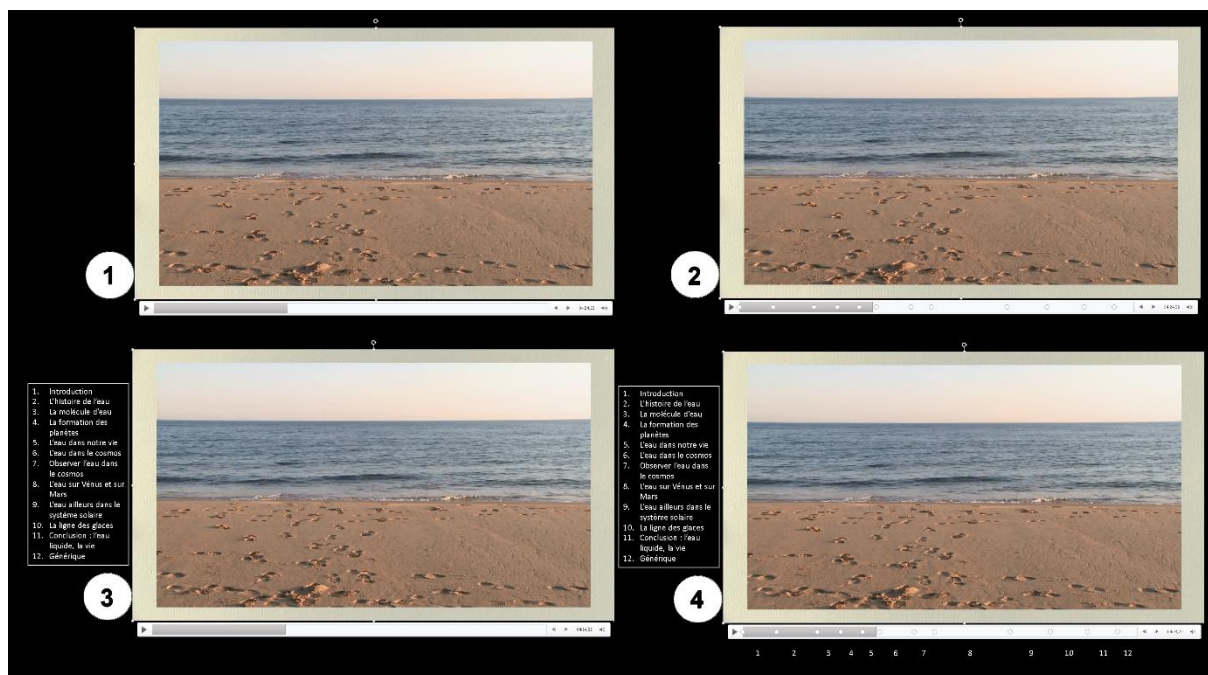 1
2
1. Introduction
2. L'histoire de l'eau
3. La molécule d'eau
4. La formation des
planètes
5. L'eau dans notre vie
6. L'eau dans le cosmos
7. Observer l'eau dans
le cosmos
8. L'eau sur Vénus et sur
Mars
9. L'eau ailleurs dans le
système solaire
10. La ligne des glaces
11. Conclusion : l'eau
liquide, la vie
12. Générique
3
1. Introduction
2. L'histoire de l'eau
3. La molécule d'eau
4. La formation des
planètes
5. L'eau dans notre vie
6. L'eau dans le cosmos
7. Observer l'eau dans
le cosmos
8. L'eau sur Vénus et sur
Mars
9. L'eau ailleurs dans le
système solaire
10. La ligne des glaces
11. Conclusion : l'eau
liquide, la vie
12. Générique
4
1 2 3 4 5 6 7 8 9 10 11 12